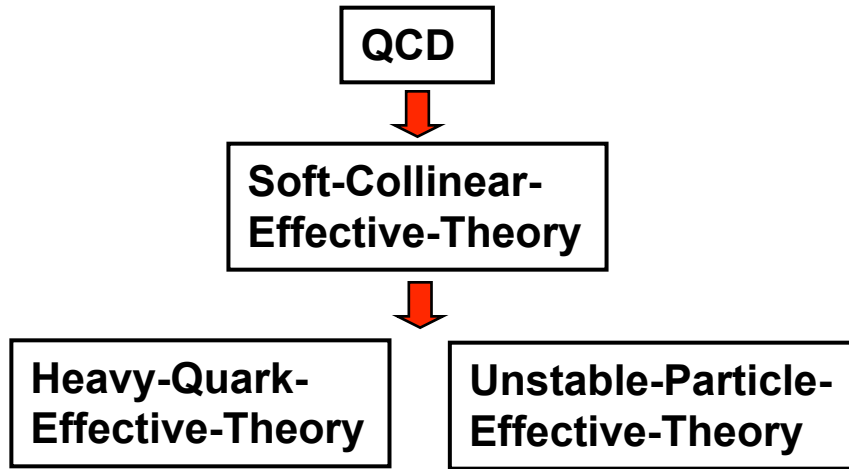 QCD
Soft-Collinear-
Effective-Theory
Heavy-Quark-
Effective-Theory
Unstable-Particle-
Effective-Theory